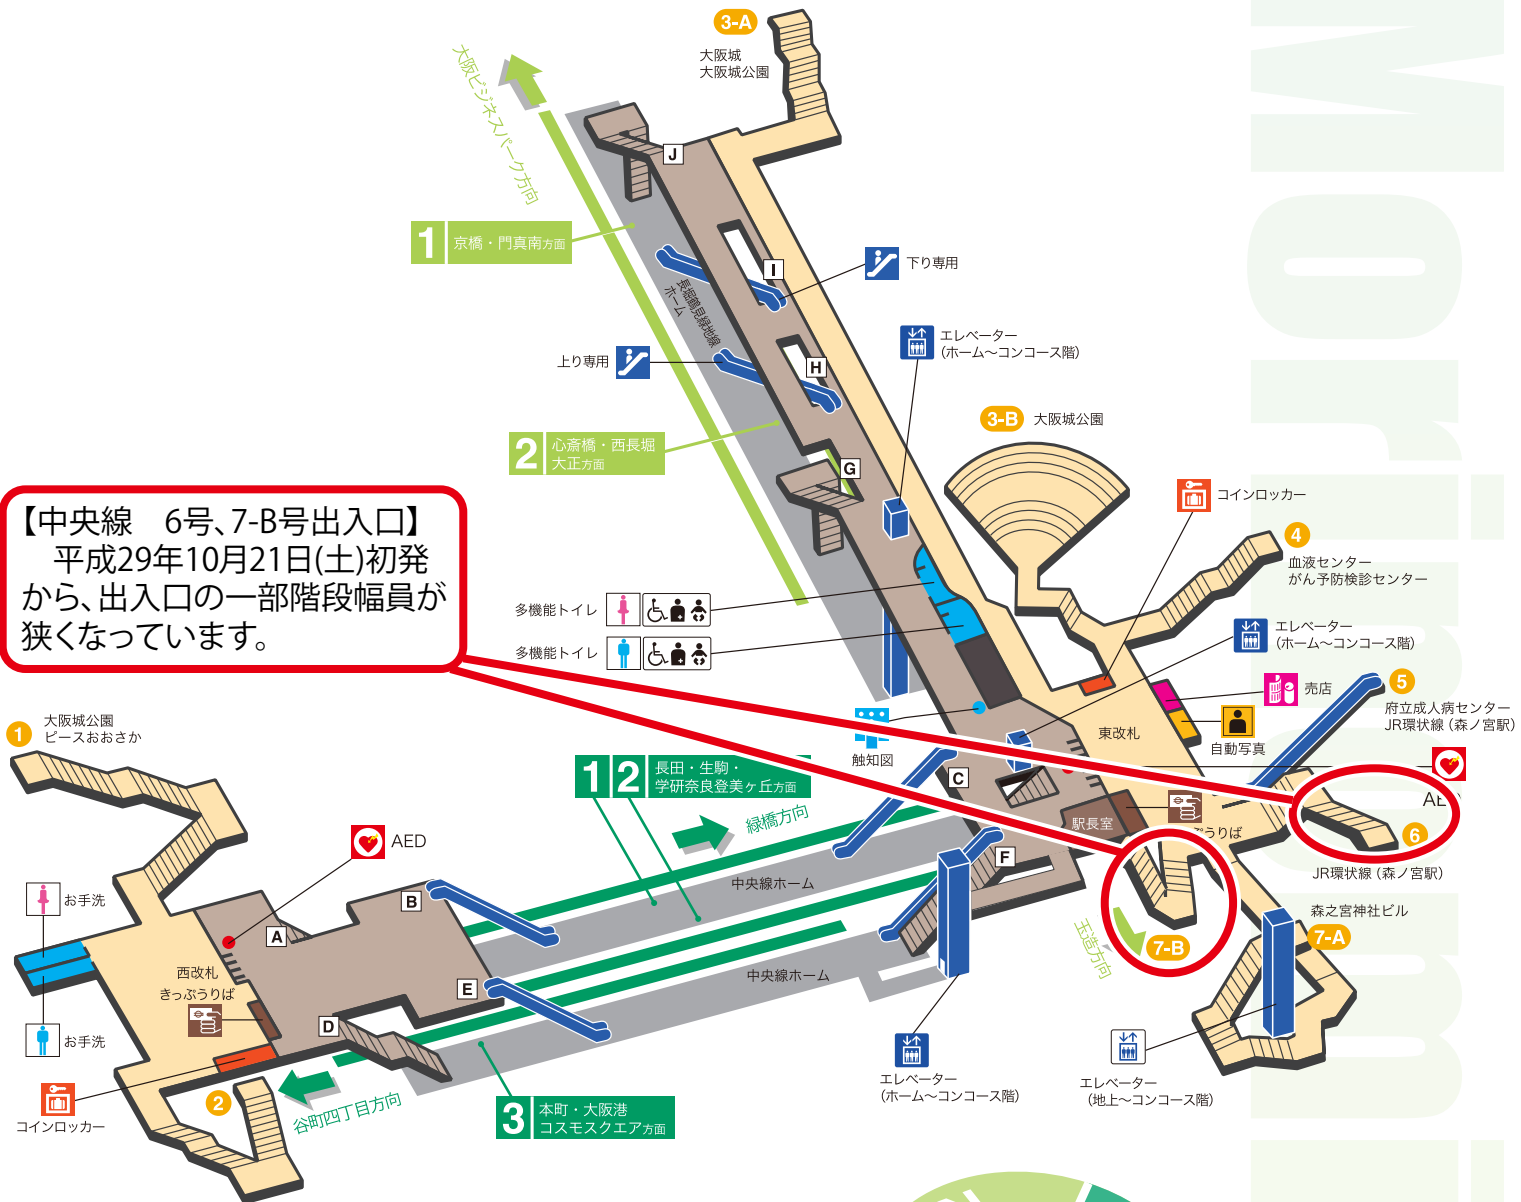 3-A
大阪城
大阪城公園
大阪ビジネスパーク方向
J
1 京橋・門真南方面
I
下り専用
長堀鶴見緑地線
ホーム
エレベーター
(ホーム〜コンコース階)
上り専用
H
3-B 大阪城公園
2 心斎橋・西長堀
大正方面
G
コインロッカー
【中央線　6号、7-B号出入口】
平成29年10月21日(土)初発
から、出入口の一部階段幅員が
狭くなっています。
4
血液センター
がん予防検診センター
多機能トイレ
多機能トイレ
エレベーター
(ホーム〜コンコース階)
5
府立成人病センター
JR環状線(森ノ宮駅)
売店
自動写真
東改札
触知図
1
大阪城公園
ピースおおさか
1 2 長田・生駒・
学研奈良登美ヶ丘方面
C
緑橋方向
駅長室
ぷうりば
AE
6
JR環状線(森ノ宮駅)
AED
F
中央線ホーム
お手洗
B
A
森之宮神社ビル
7-A
7-B
玉造方向
西改札
きっぷうりば
中央線ホーム
E
D
お手洗
エレベーター
(ホーム〜コンコース階)
エレベーター
(地上〜コンコース階)
コインロッカー
2
谷町四丁目方向
3 本町・大阪港
コスモスクエア方面
Morinomi